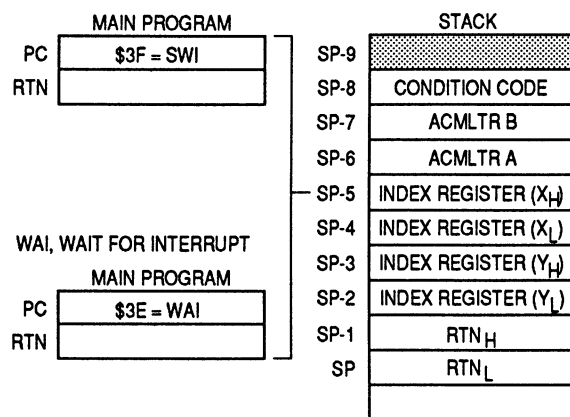 MAIN PROGRAM
PC $3F = SWI
RTN
WAI, WAIT FOR INTERRUPT
MAIN PROGRAM
PC $3E = WAI
RTN
STACK
SP-9
SP-8 CONDITION CODE
SP-7 ACMLTR B
SP-6 ACMLTR A
SP-5 INDEX REGISTER (XH)
SP-4 INDEX REGISTER (XL)
SP-3 INDEX REGISTER (YH)
SP-2 INDEX REGISTER (YL)
SP-1 RTNH
SP RTNL